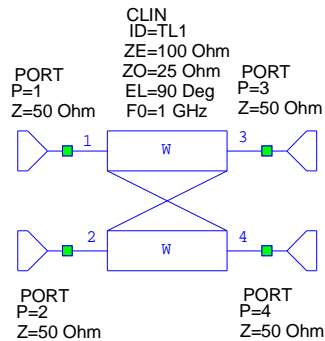 CLIN
ID=TL1
ZE=100 Ohm
ZO=25 Ohm
EL=90 Deg
F0=1 GHz
PORT
P=1
Z=50 Ohm
PORT
P=3
Z=50 Ohm
1
W
3
2
W
4
PORT
P=2
Z=50 Ohm
PORT
P=4
Z=50 Ohm